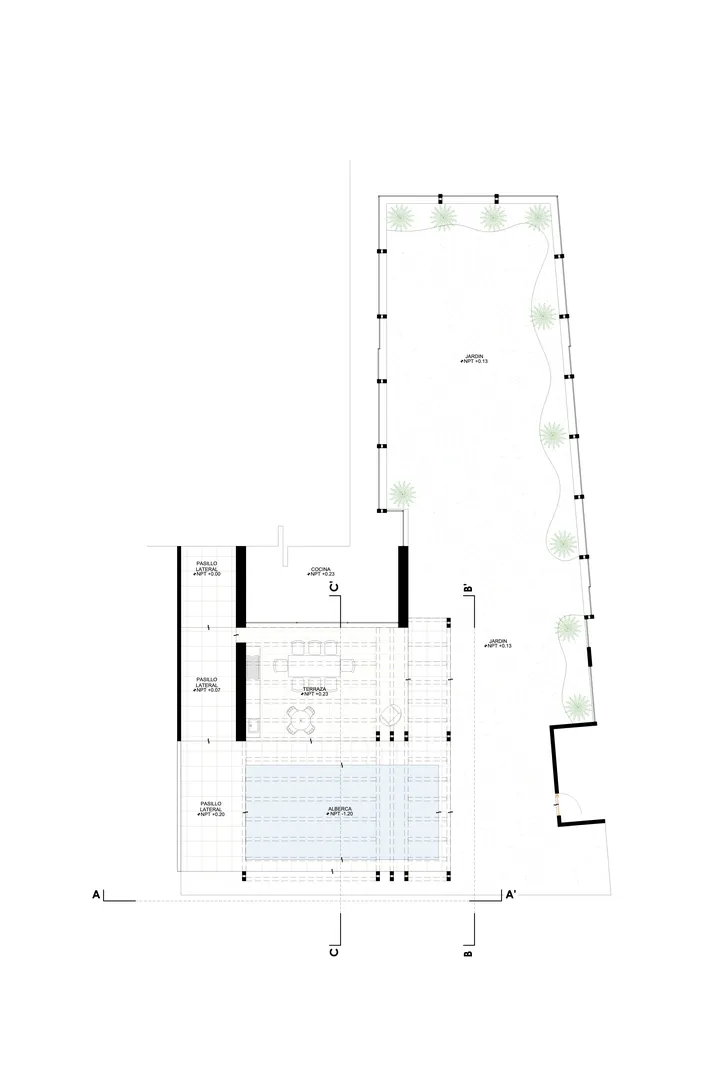 JARDIN
NPT +0.13
PASILLO
LATERAL
NPT +0.00
COCINA
NPT +0.23
C'
B'
JARDIN
NPT +0.13
PASILLO
LATERAL
NPT +0.07
TERRAZA
NPT +0.23
PASILLO
LATERAL
NPT +0.20
ALBERCA
NPT -1.20
A
A'
C
B